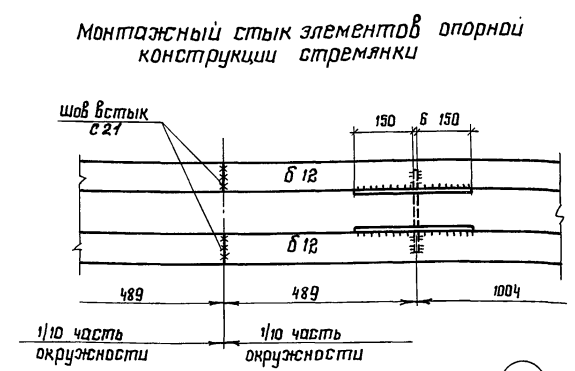 Монтажный стык элементов опорной
конструкции стремянки
Шов встык
С21
150 6 150
δ 12
δ 12
489 489 1004
1/10 часть 1/10 часть
окружности окружности